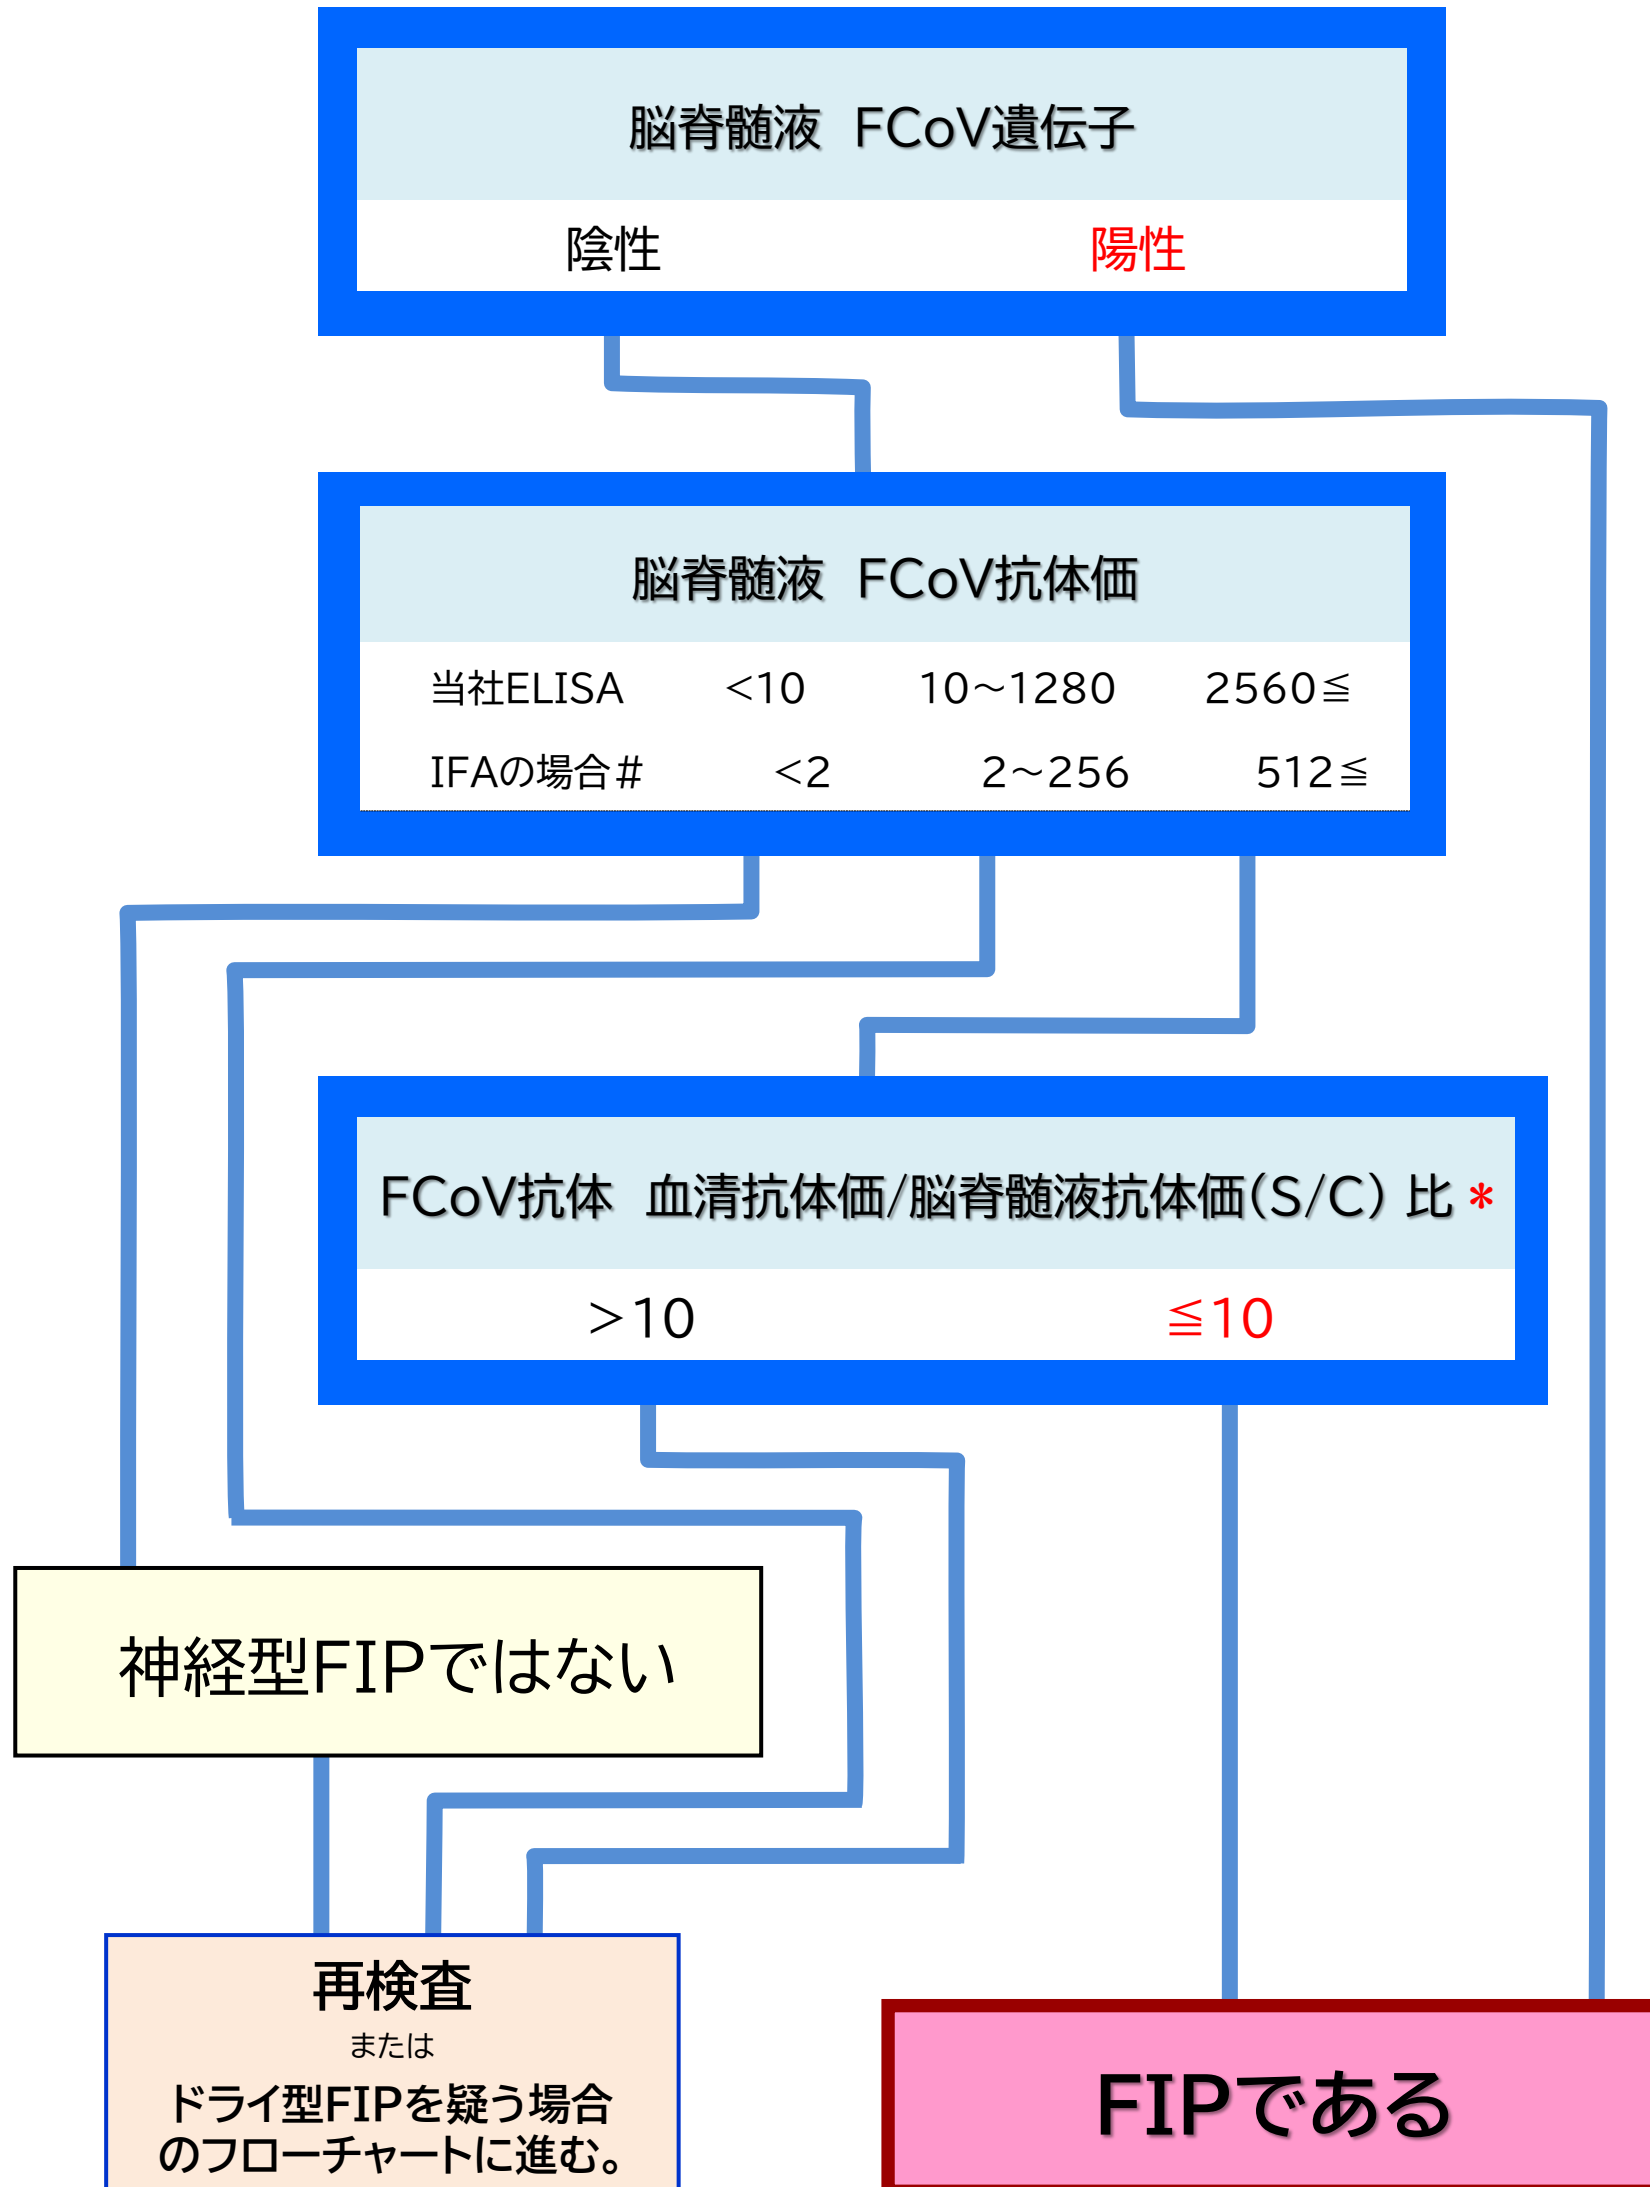 脳脊髄液　FCoV遺伝子
陰性　陽性
脳脊髄液　FCoV抗体価
当社ELISA　<10　10～1280　2560≦
IFAの場合＃　<2　2～256　512≦
FCoV抗体　血清抗体価/脳脊髄液抗体価（S/C）比 *
>10　≦10
神経型FIPではない
再検査
または
ドライ型FIPを疑う場合
のフローチャートに進む。
FIPである